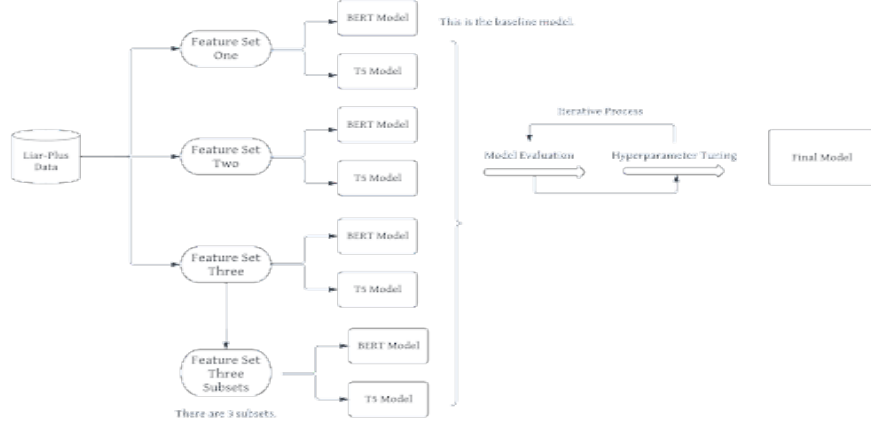 BERT Model
This is the baseline model.
Feature Set
One
T5 Model
BERT Model
Iterative Process
Liar-Plus
Data
Feature Set
Two
Model Evaluation
Hyperparameter Tuning
Final Model
T5 Model
BERT Model
Feature Set
Three
T5 Model
BERT Model
Feature Set
Three
Subsets
T5 Model
There are 3 subsets.